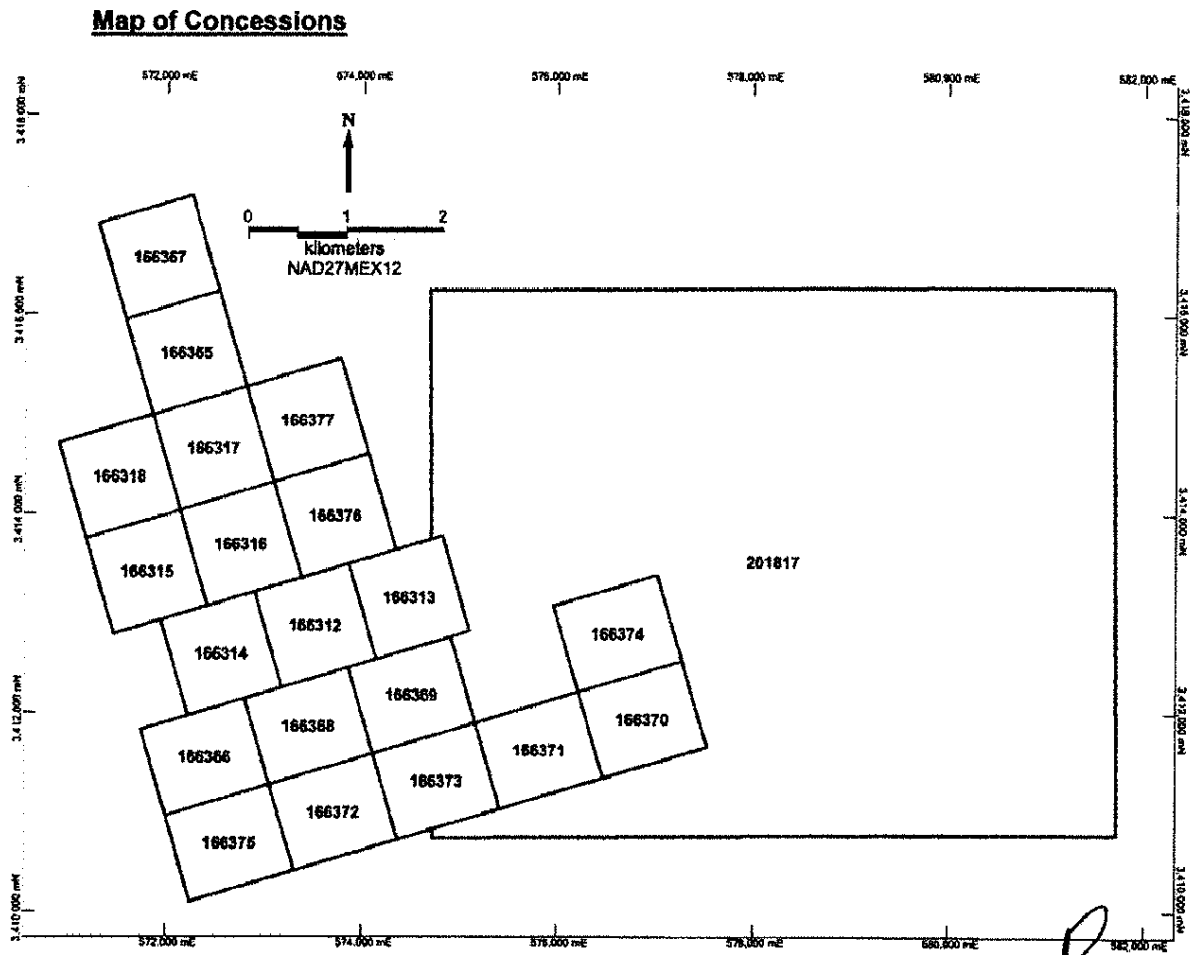 Map of Concessions
572,000 mE 574,000 mE 576,000 mE 578,000 mE 580,000 mE 582,000 mE
3,418,000 mN
3,418,000 mN
N
0 1 2
kilometers
NAD27MEX12
166367
3,416,000 mN
3,416,000 mN
166365
166377
166317
166318
166376
3,414,000 mN
3,414,000 mN
166316
166315
201817
166313
166312
166314
166374
166369
166370
3,412,000 mN
3,412,000 mN
166368
166371
166366
166373
166372
166375
3,410,000 mN
3,410,000 mN
572,000 mE 574,000 mE 576,000 mE 578,000 mE 580,000 mE 582,000 mE